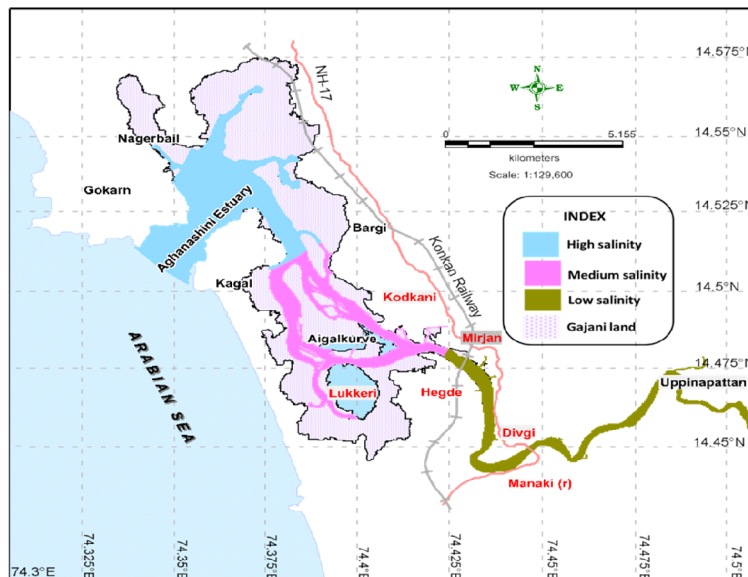 14.575°N
NH-17
N
W E
S
Nagerbail
14.55°N
0 5.155
kilometers
Scale: 1:129,600
Gokarn
14.525°N
Aghanashini Estuary
Bargi
INDEX
High salinity
Medium salinity
Low salinity
Gajani land
Konkan Railway
Kagal
14.5°N
Kodkani
Aigalkurve
Mirjan
14.475°N
ARABIAN SEA
Lukkeri
Hegde
Uppinapattan
Divgi
14.45°N
Manaki (r)
74.3°E
74.325°E
74.35°E
74.375°E
74.4°E
74.425°E
74.45°E
74.475°E
74.5°E